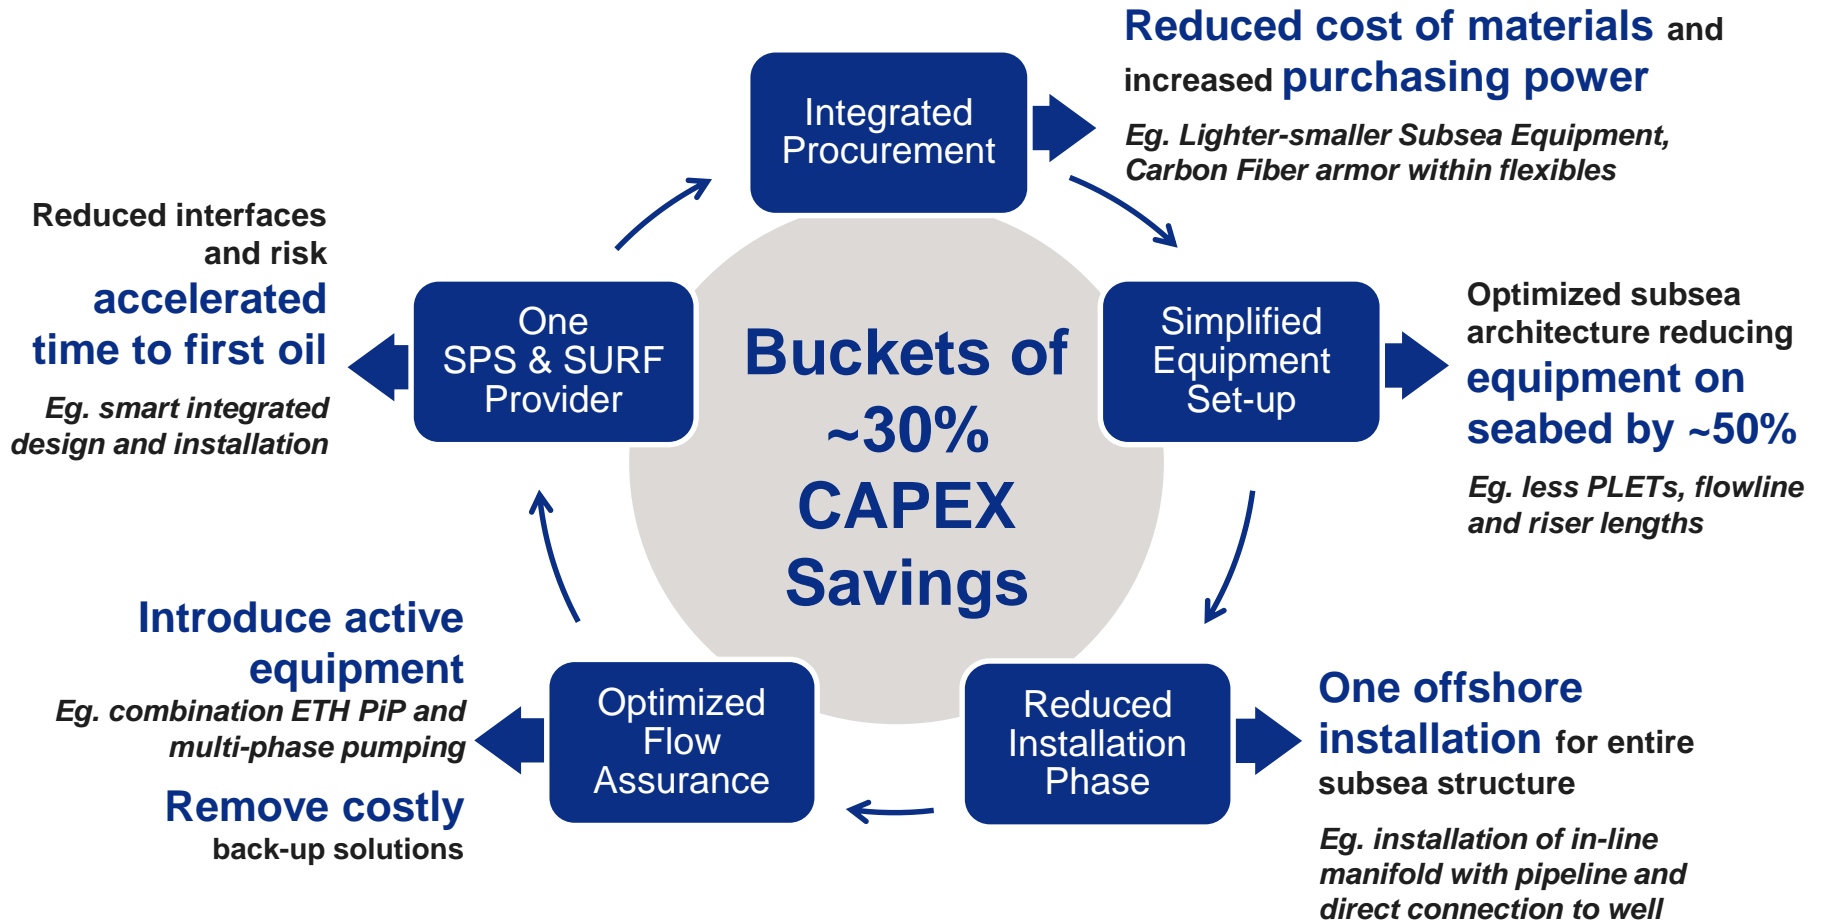 Integrated
Procurement
Reduced cost of materials and
increased purchasing power
Eg. Lighter-smaller Subsea Equipment,
Carbon Fiber armor within flexibles
Simplified
Equipment
Set-up
Optimized subsea
architecture reducing
equipment on
seabed by ~50%
Eg. less PLETs, flowline
and riser lengths
Reduced
Installation
Phase
One offshore
installation for entire
subsea structure
Eg. installation of in-line
manifold with pipeline and
direct connection to well
Optimized
Flow
Assurance
Introduce active
equipment
Eg. combination ETH PiP and
multi-phase pumping
Remove costly
back-up solutions
One
SPS & SURF
Provider
Reduced interfaces
and risk
accelerated
time to first oil
Eg. smart integrated
design and installation
Buckets of
~30%
CAPEX
Savings